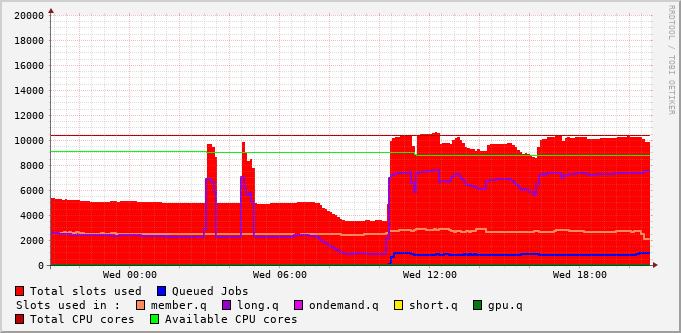 20000
18000
16000
14000
12000
10000
8000
6000
4000
2000
0
Wed 00:00 Wed 06:00 Wed 12:00 Wed 18:00
RRDTOOL / TOBI OETIKER
Total slots used Queued Jobs
Slots used in : member.q long.q ondemand.q short.q gpu.q
Total CPU cores Available CPU cores